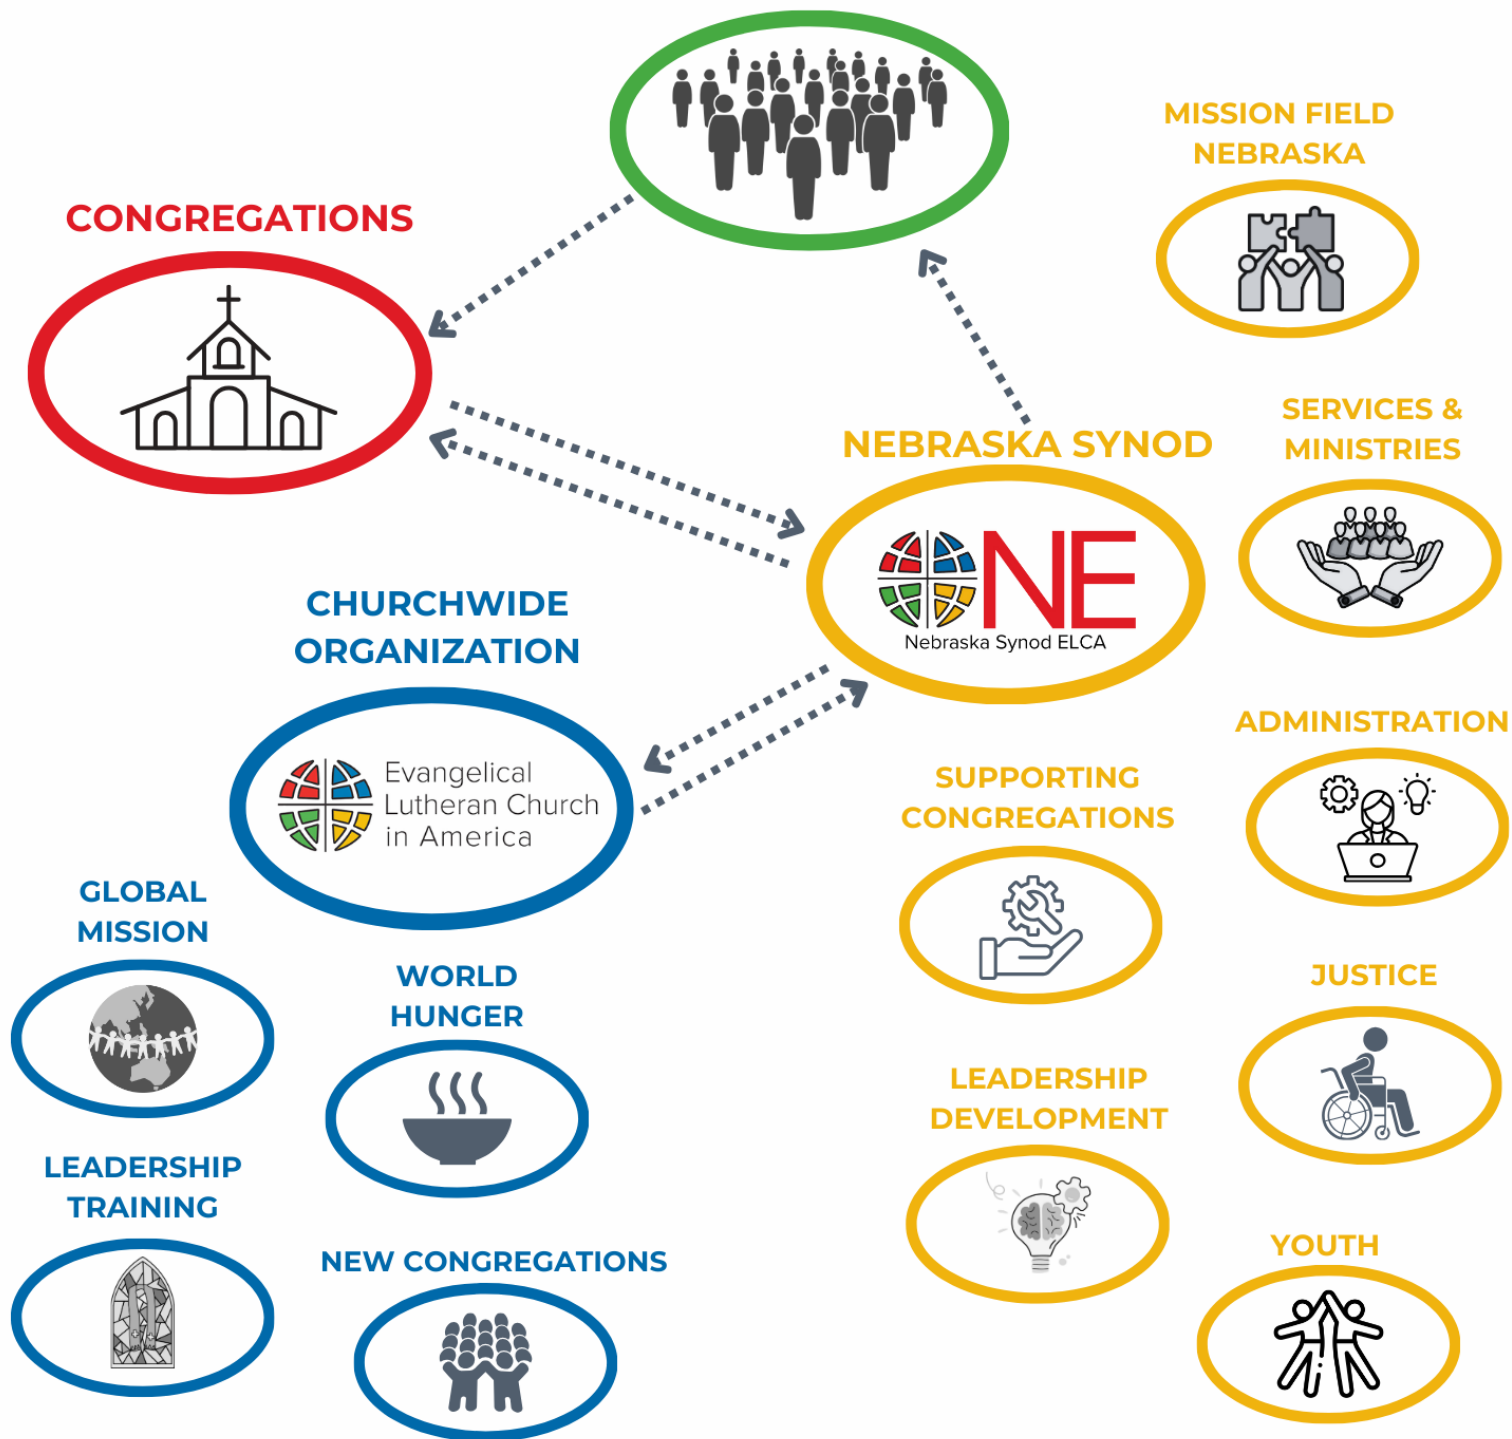 MISSION FIELD
NEBRASKA
CONGREGATIONS
SERVICES &
MINISTRIES
NEBRASKA SYNOD
NE
Nebraska Synod ELCA
CHURCHWIDE
ORGANIZATION
Evangelical
Lutheran Church
in America
ADMINISTRATION
SUPPORTING
CONGREGATIONS
GLOBAL
MISSION
WORLD
HUNGER
JUSTICE
LEADERSHIP
DEVELOPMENT
LEADERSHIP
TRAINING
NEW CONGREGATIONS
YOUTH